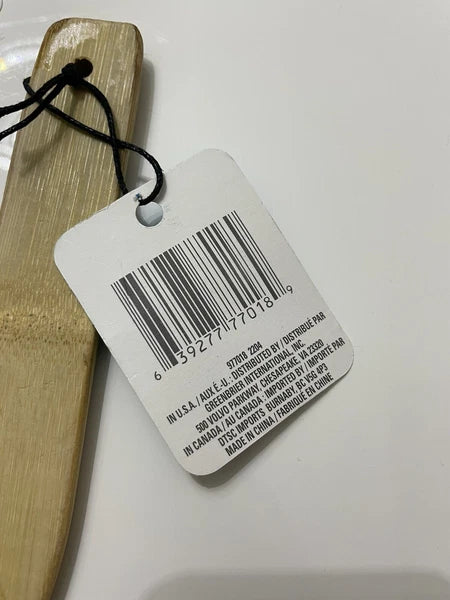 6 39277 77018 9
977018 2204
IN U.S.A. / AUX É.-U. : DISTRIBUTED BY / DISTRIBUÉ PAR
GREENBRIER INTERNATIONAL, INC.
500 VOLVO PARKWAY, CHESAPEAKE, VA 23320
IN CANADA / AU CANADA : IMPORTED BY / IMPORTÉ PAR
DTSC IMPORTS, BURNABY, BC V5G 4P3
MADE IN CHINA / FABRIQUÉ EN CHINE